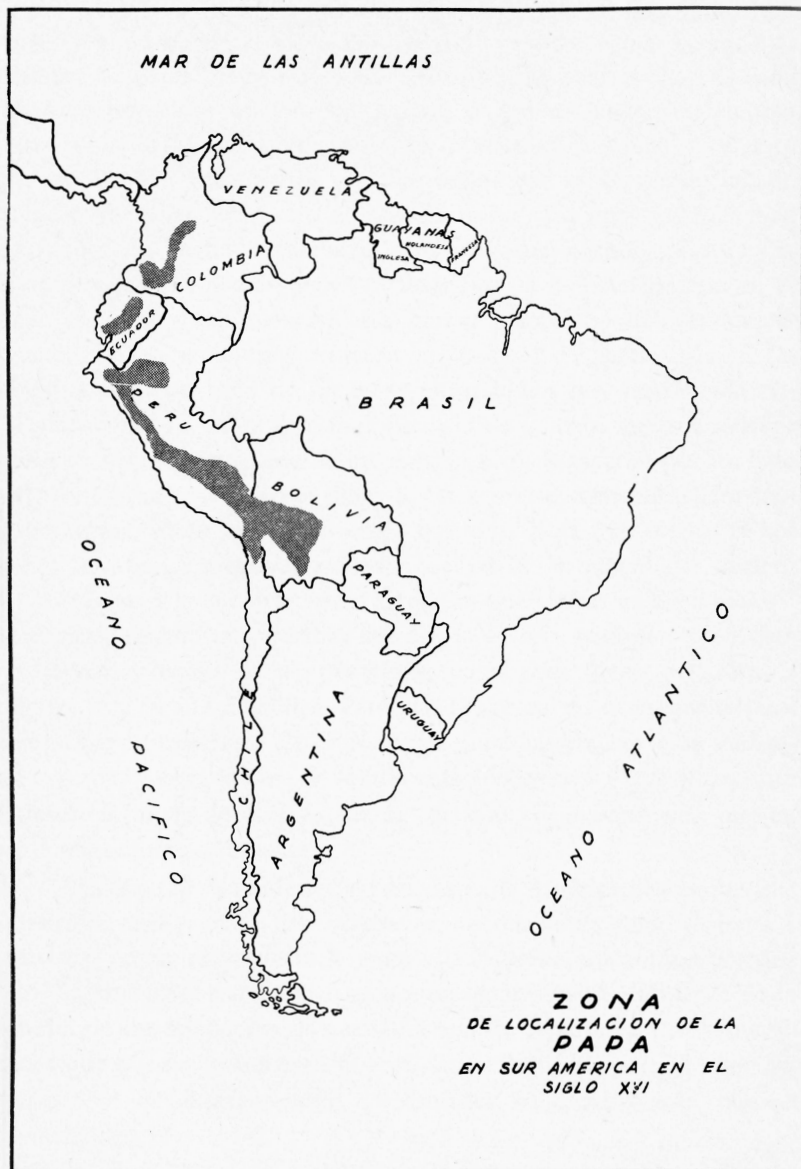 MAR DE LAS ANTILLAS
VENEZUELA
GUAYANAS
HOLANDESA
FRANCESA
INGLESA
COLOMBIA
ECUADOR
PERU
BRASIL
BOLIVIA
PARAGUAY
OCEANO
PACIFICO
CHILE
ARGENTINA
URUGUAY
OCEANO ATLANTICO
ZONA
DE LOCALIZACION DE LA
PAPA
EN SUR AMERICA EN EL
SIGLO XVI